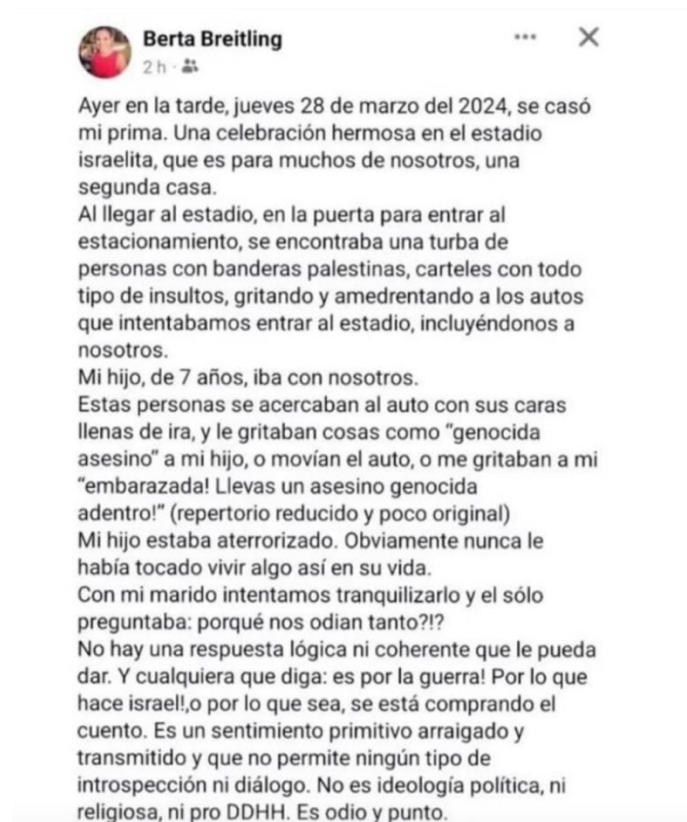 Berta Breitling
2 h
Ayer en la tarde, jueves 28 de marzo del 2024, se casó
mi prima. Una celebración hermosa en el estadio
israelita, que es para muchos de nosotros, una
segunda casa.
Al llegar al estadio, en la puerta para entrar al
estacionamiento, se encontraba una turba de
personas con banderas palestinas, carteles con todo
tipo de insultos, gritando y amedrentando a los autos
que intentabamos entrar al estadio, incluyéndonos a
nosotros.
Mi hijo, de 7 años, iba con nosotros.
Estas personas se acercaban al auto con sus caras
llenas de ira, y le gritaban cosas como “genocida
asesino” a mi hijo, o movían el auto, o me gritaban a mi
“embarazada! Llevas un asesino genocida
adentro!” (repertorio reducido y poco original)
Mi hijo estaba aterrorizado. Obviamente nunca le
había tocado vivir algo así en su vida.
Con mi marido intentamos tranquilizarlo y el sólo
preguntaba: porqué nos odian tanto?!?
No hay una respuesta lógica ni coherente que le pueda
dar. Y cualquiera que diga: es por la guerra! Por lo que
hace israel!,o por lo que sea, se está comprando el
cuento. Es un sentimiento primitivo arraigado y
transmitido y que no permite ningún tipo de
introspección ni diálogo. No es ideología política, ni
religiosa, ni pro DDHH. Es odio y punto.